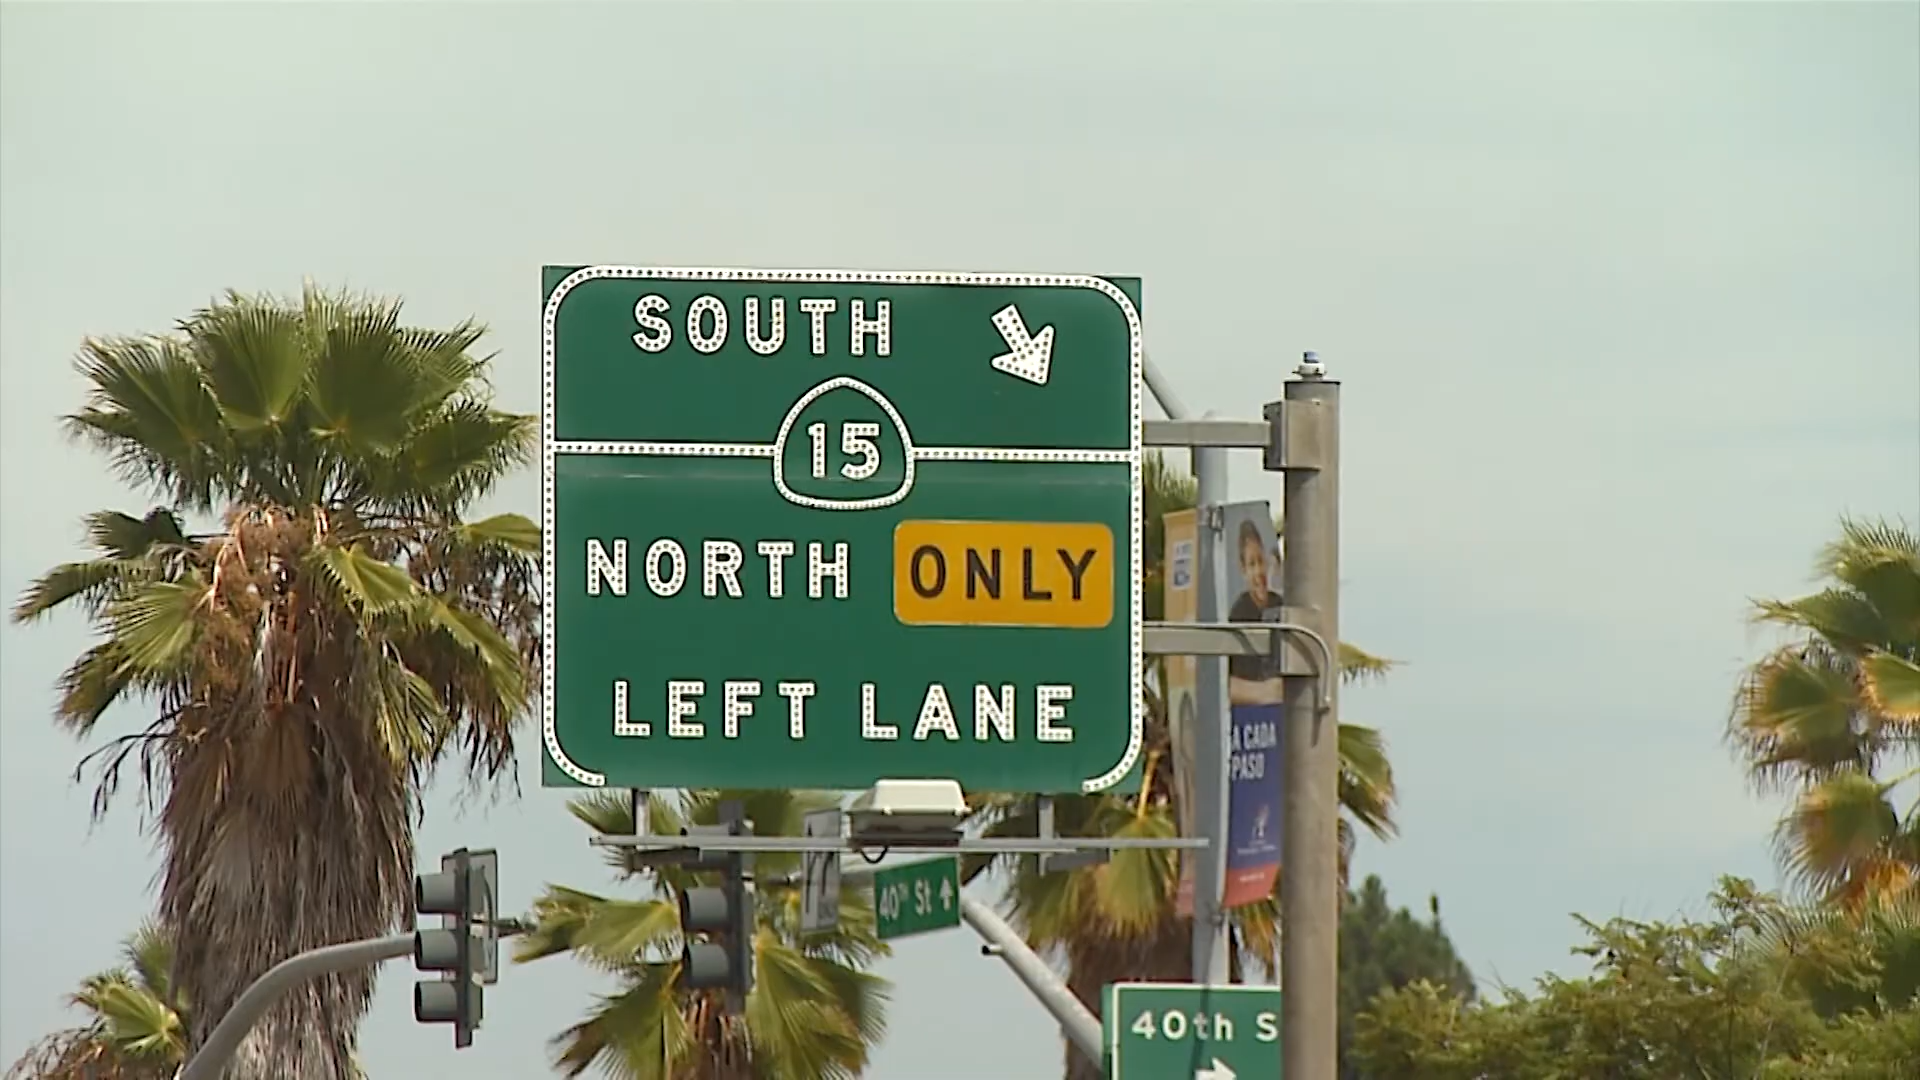 SOUTH
15
NORTH ONLY
LEFT LANE
A CADA
PASO
40TH St
40th S